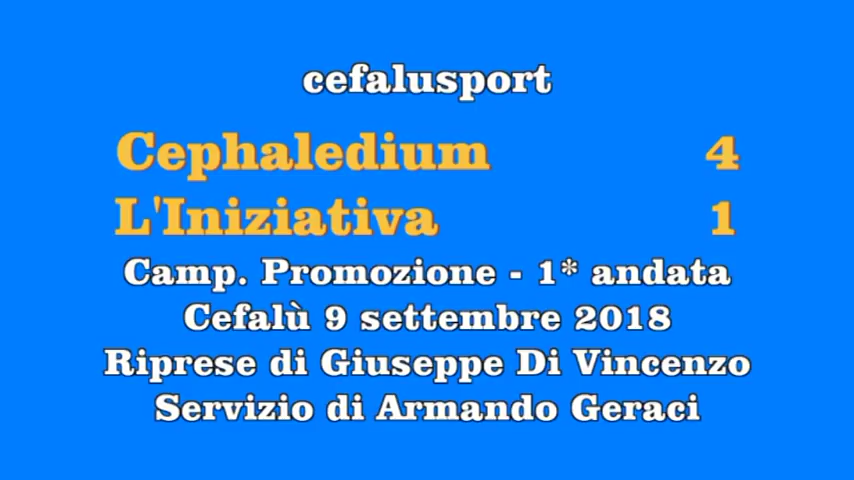 cefalusport
Cephaledium 4
L'Iniziativa 1
Camp. Promozione - 1* andata
Cefalù 9 settembre 2018
Riprese di Giuseppe Di Vincenzo
Servizio di Armando Geraci